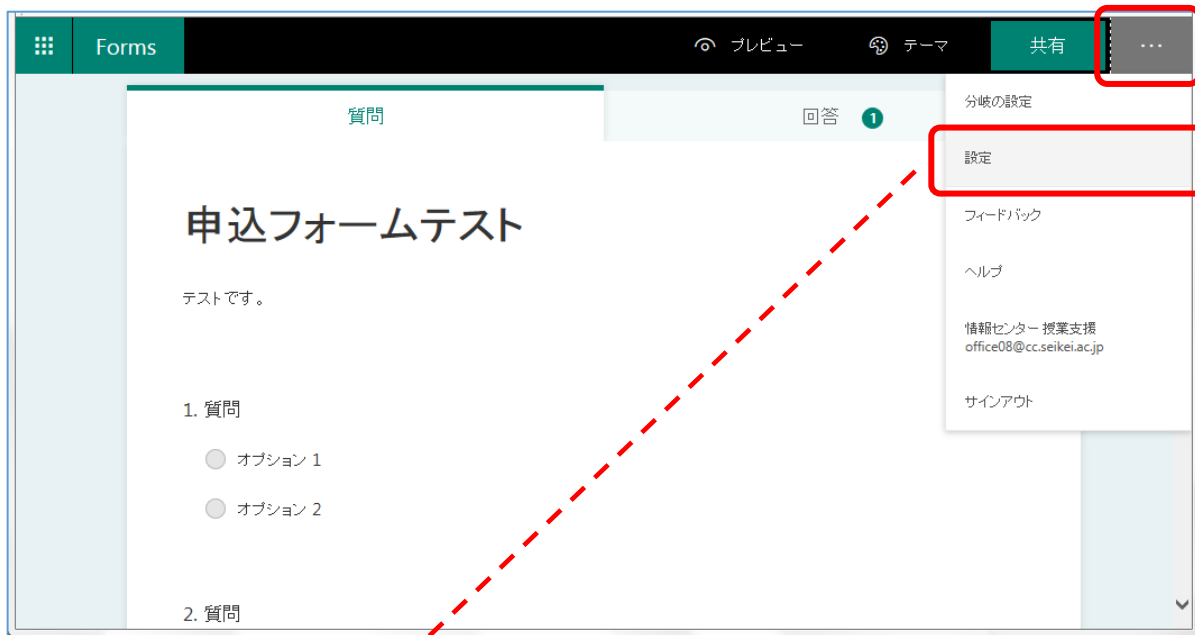 Forms
プレビュー
テーマ
共有
...
質問
回答 1
分岐の設定
設定
フィードバック
ヘルプ
情報センター 授業支援
office08@cc.seikei.ac.jp
サインアウト
申込フォームテスト
テストです。
1. 質問
オプション 1
オプション 2
2. 質問